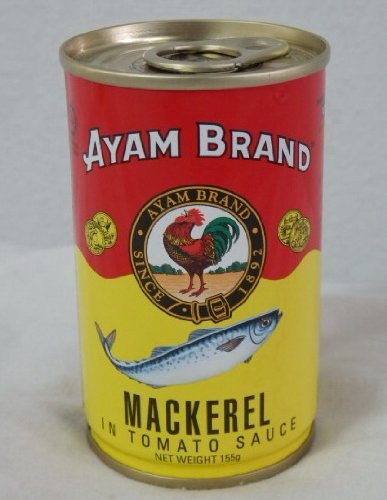 AYAM BRAND
AYAM BRAND
SINCE 1892
MACKEREL
IN TOMATO SAUCE
NET WEIGHT 155g